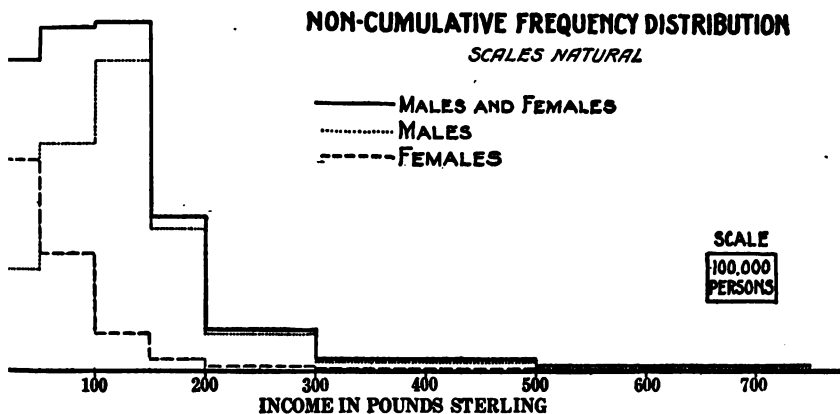 NON-CUMULATIVE FREQUENCY DISTRIBUTION
SCALES NATURAL
MALES AND FEMALES
MALES
FEMALES
SCALE
100,000
PERSONS
100 200 300 400 500 600 700
INCOME IN POUNDS STERLING